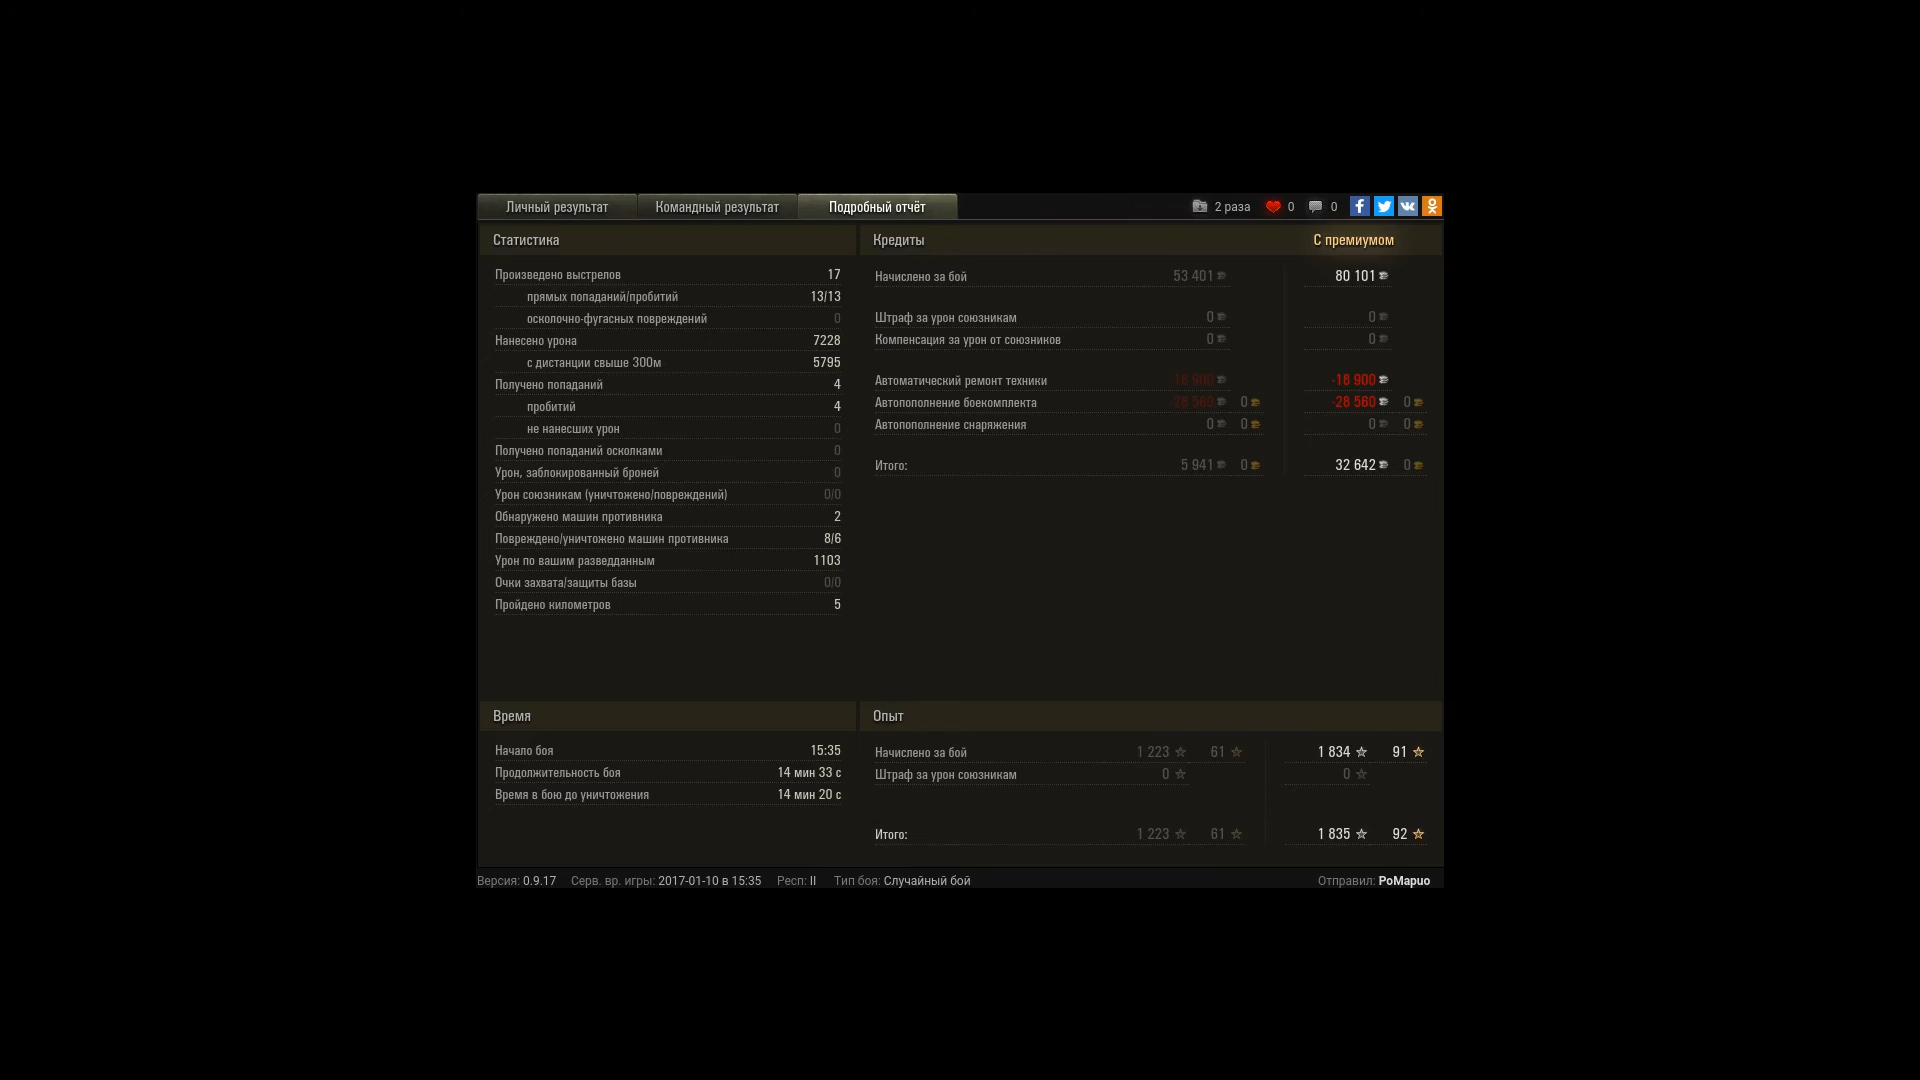 Личный результат Командный результат Подробный отчёт 2 раза 0 0
Статистика
Произведено выстрелов 17
прямых попаданий/пробитий 13/13
осколочно-фугасных повреждений 0
Нанесено урона 7228
с дистанции свыше 300м 5795
Получено попаданий 4
пробитий 4
не нанесших урон 0
Получено попаданий осколками 0
Урон, заблокированный броней 0
Урон союзникам (уничтожено/повреждений) 0/0
Обнаружено машин противника 2
Повреждено/уничтожено машин противника 8/6
Урон по вашим разведданным 1103
Очки захвата/защиты базы 0/0
Пройдено километров 5
Кредиты С премиумом
Начислено за бой 53 401 80 101
Штраф за урон союзникам 0 0
Компенсация за урон от союзников 0 0
Автоматический ремонт техники -18 900 -18 900
Автопополнение боекомплекта -28 560 0 -28 560 0
Автопополнение снаряжения 0 0 0 0
Итого: 5 941 0 32 642 0
Время
Начало боя 15:35
Продолжительность боя 14 мин 33 с
Время в бою до уничтожения 14 мин 20 с
Опыт
Начислено за бой 1 223 61 1 834 91
Штраф за урон союзникам 0 0
Итого: 1 223 61 1 835 92
Версия: 0.9.17 Серв. вр. игры: 2017-01-10 в 15:35 Респ: II Тип боя: Случайный бой Отправил: PoMapuo